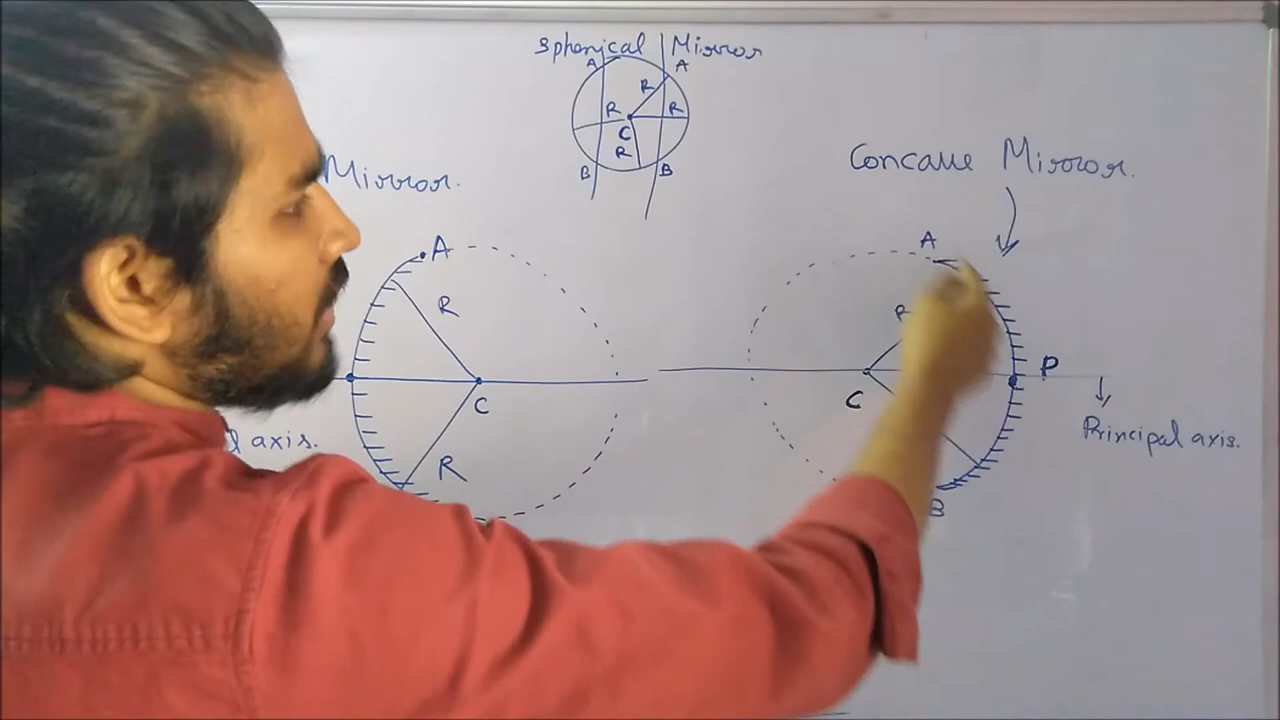 Spherical Mirror
A A
R
R R
C
R
B B
Mirror.
Concave Mirror.
A
R
C
R
axis.
A
R
C
P
B
Principal axis.